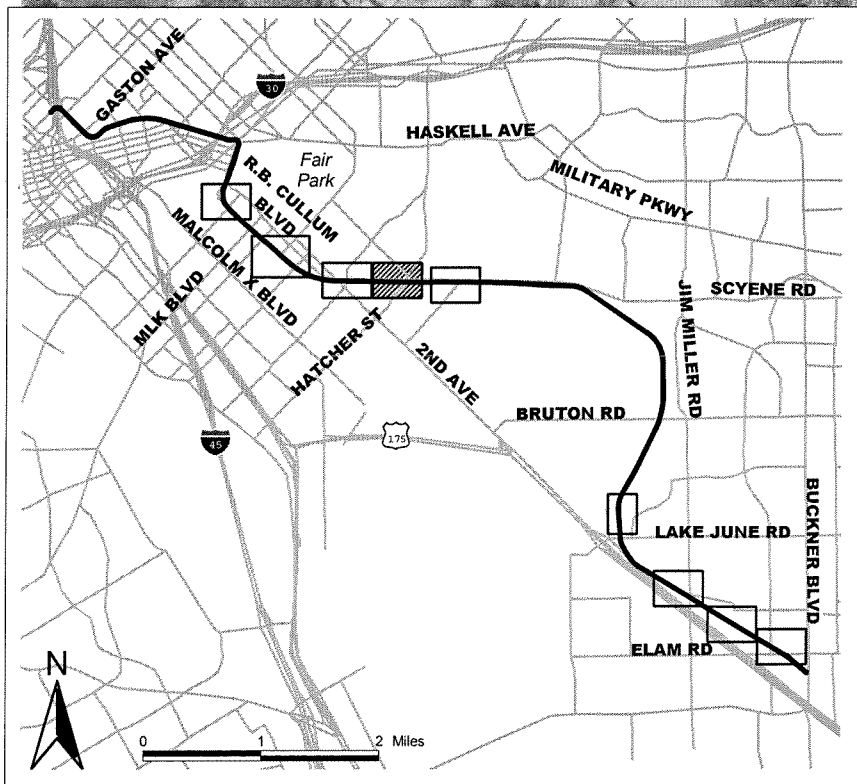 GASTON AVE
30
HASKELL AVE
Fair
Park
R.B. CULLUM
BLVD
MILITARY PKWY
MALCOLM X BLVD
MLK BLVD
SCYENE RD
JIM MILLER RD
HATCHER ST
2ND AVE
BRUTON RD
175
45
BUCKNER BLVD
LAKE JUNE RD
ELAM RD
N
0 1 2 Miles